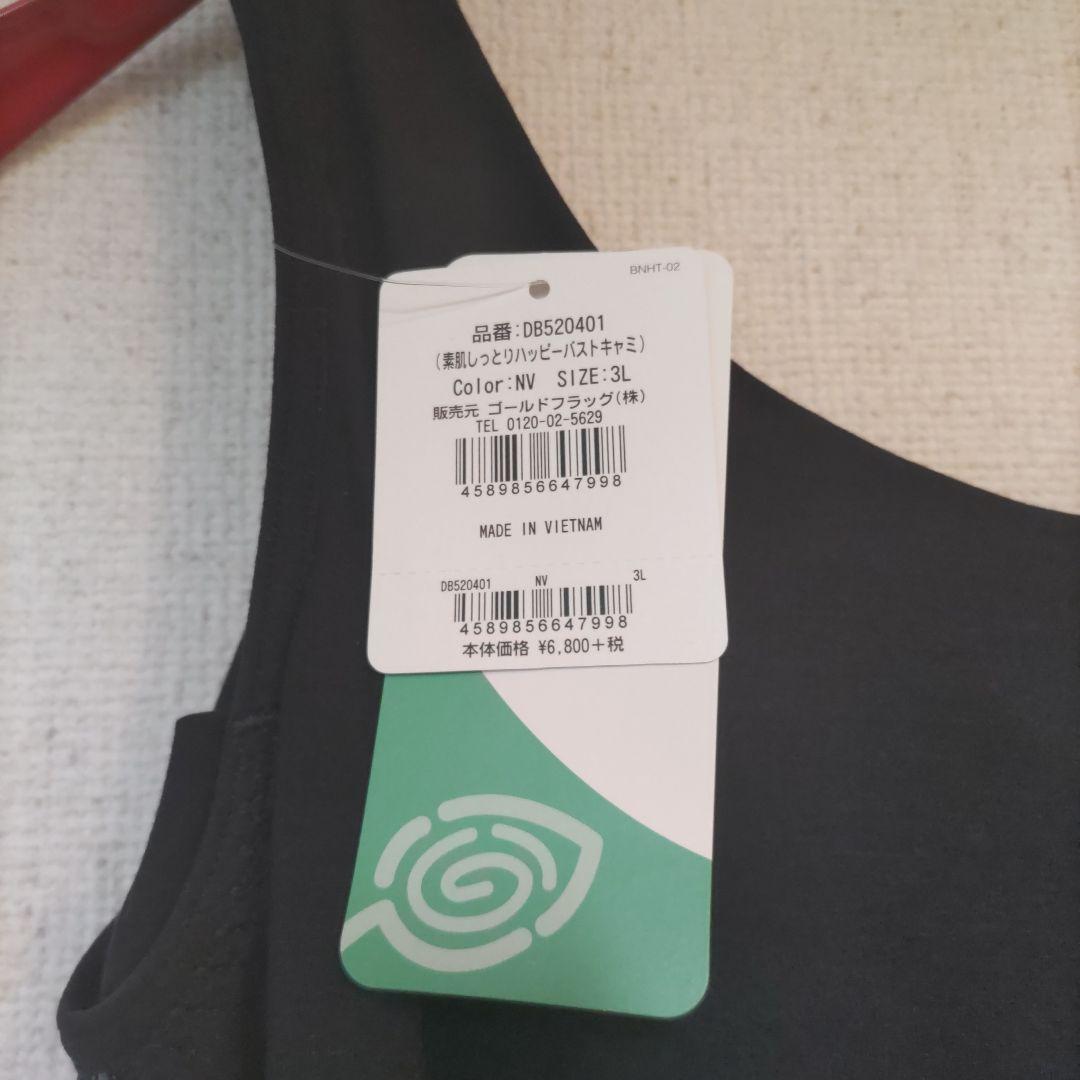 BNHT-02
品番:DB520401
(素肌しっとりハッピーバストキャミ)
Color:NV SIZE:3L
販売元 ゴールドフラッグ(株)
TEL 0120-02-5629
4589856647998
MADE IN VIETNAM
DB520401 NV 3L
4589856647998
本体価格 ¥6,800+税